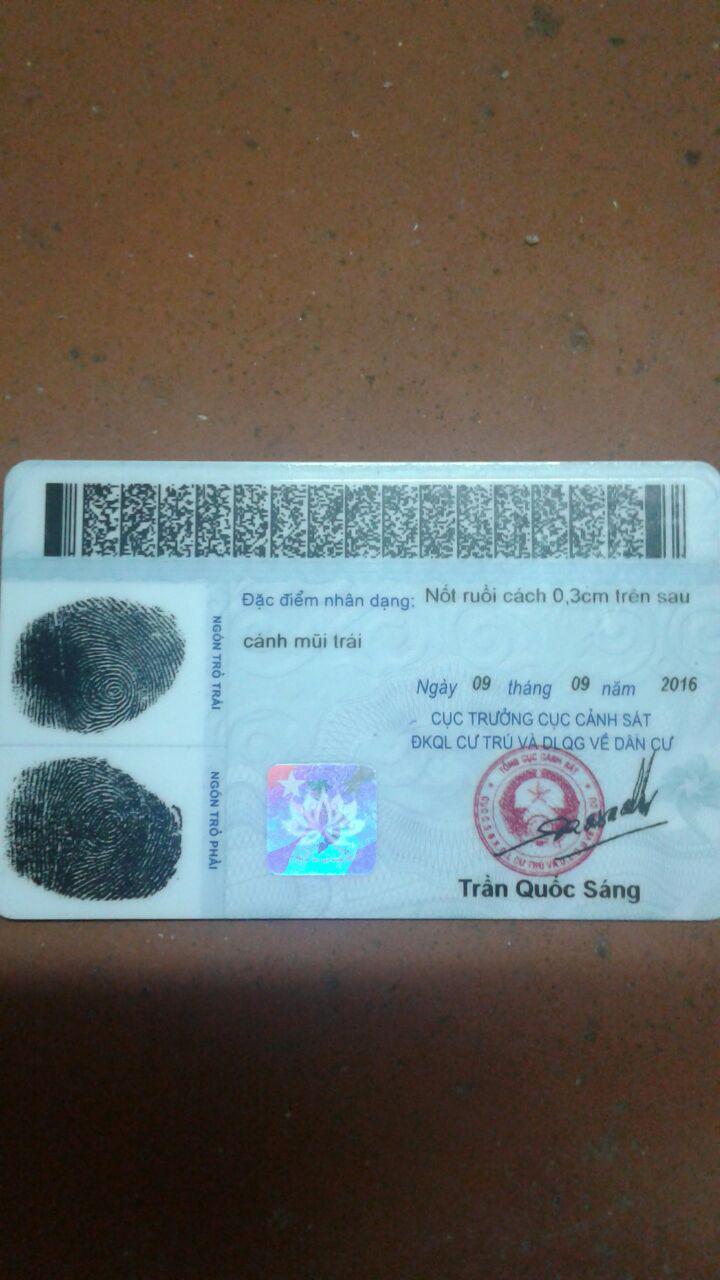 Đặc điểm nhân dạng: Nốt ruồi cách 0,3cm trên sau
cánh mũi trái
NGÓN TRỎ TRÁI
Ngày 09 tháng 09 năm 2016
CỤC TRƯỞNG CỤC CẢNH SÁT
ĐKQL CƯ TRÚ VÀ DLQG VỀ DÂN CƯ
NGÓN TRỎ PHẢI
TỔNG CỤC CẢNH SÁT
Trần Quốc Sáng